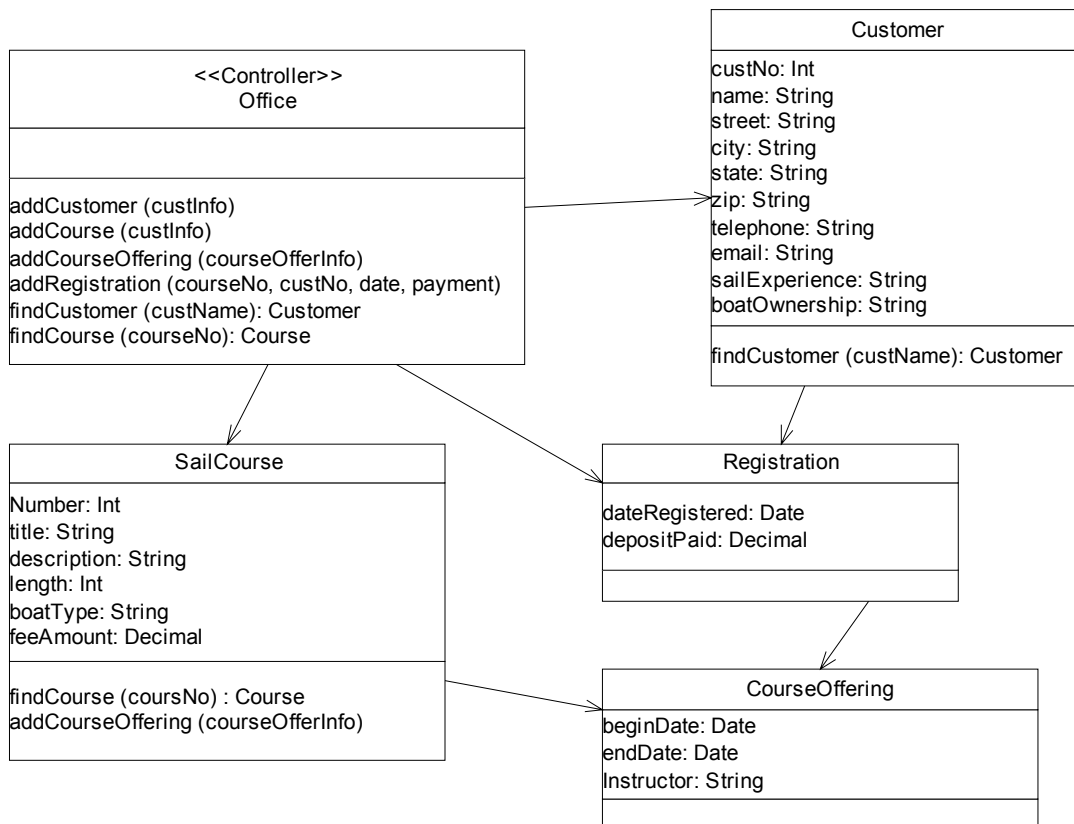 <<Controller>>
Office
addCustomer (custInfo)
addCourse (custInfo)
addCourseOffering (courseOfferInfo)
addRegistration (courseNo, custNo, date, payment)
findCustomer (custName): Customer
findCourse (courseNo): Course
Customer
custNo: Int
name: String
street: String
city: String
state: String
zip: String
telephone: String
email: String
sailExperience: String
boatOwnership: String
findCustomer (custName): Customer
SailCourse
Number: Int
title: String
description: String
length: Int
boatType: String
feeAmount: Decimal
findCourse (coursNo) : Course
addCourseOffering (courseOfferInfo)
Registration
dateRegistered: Date
depositPaid: Decimal
CourseOffering
beginDate: Date
endDate: Date
Instructor: String